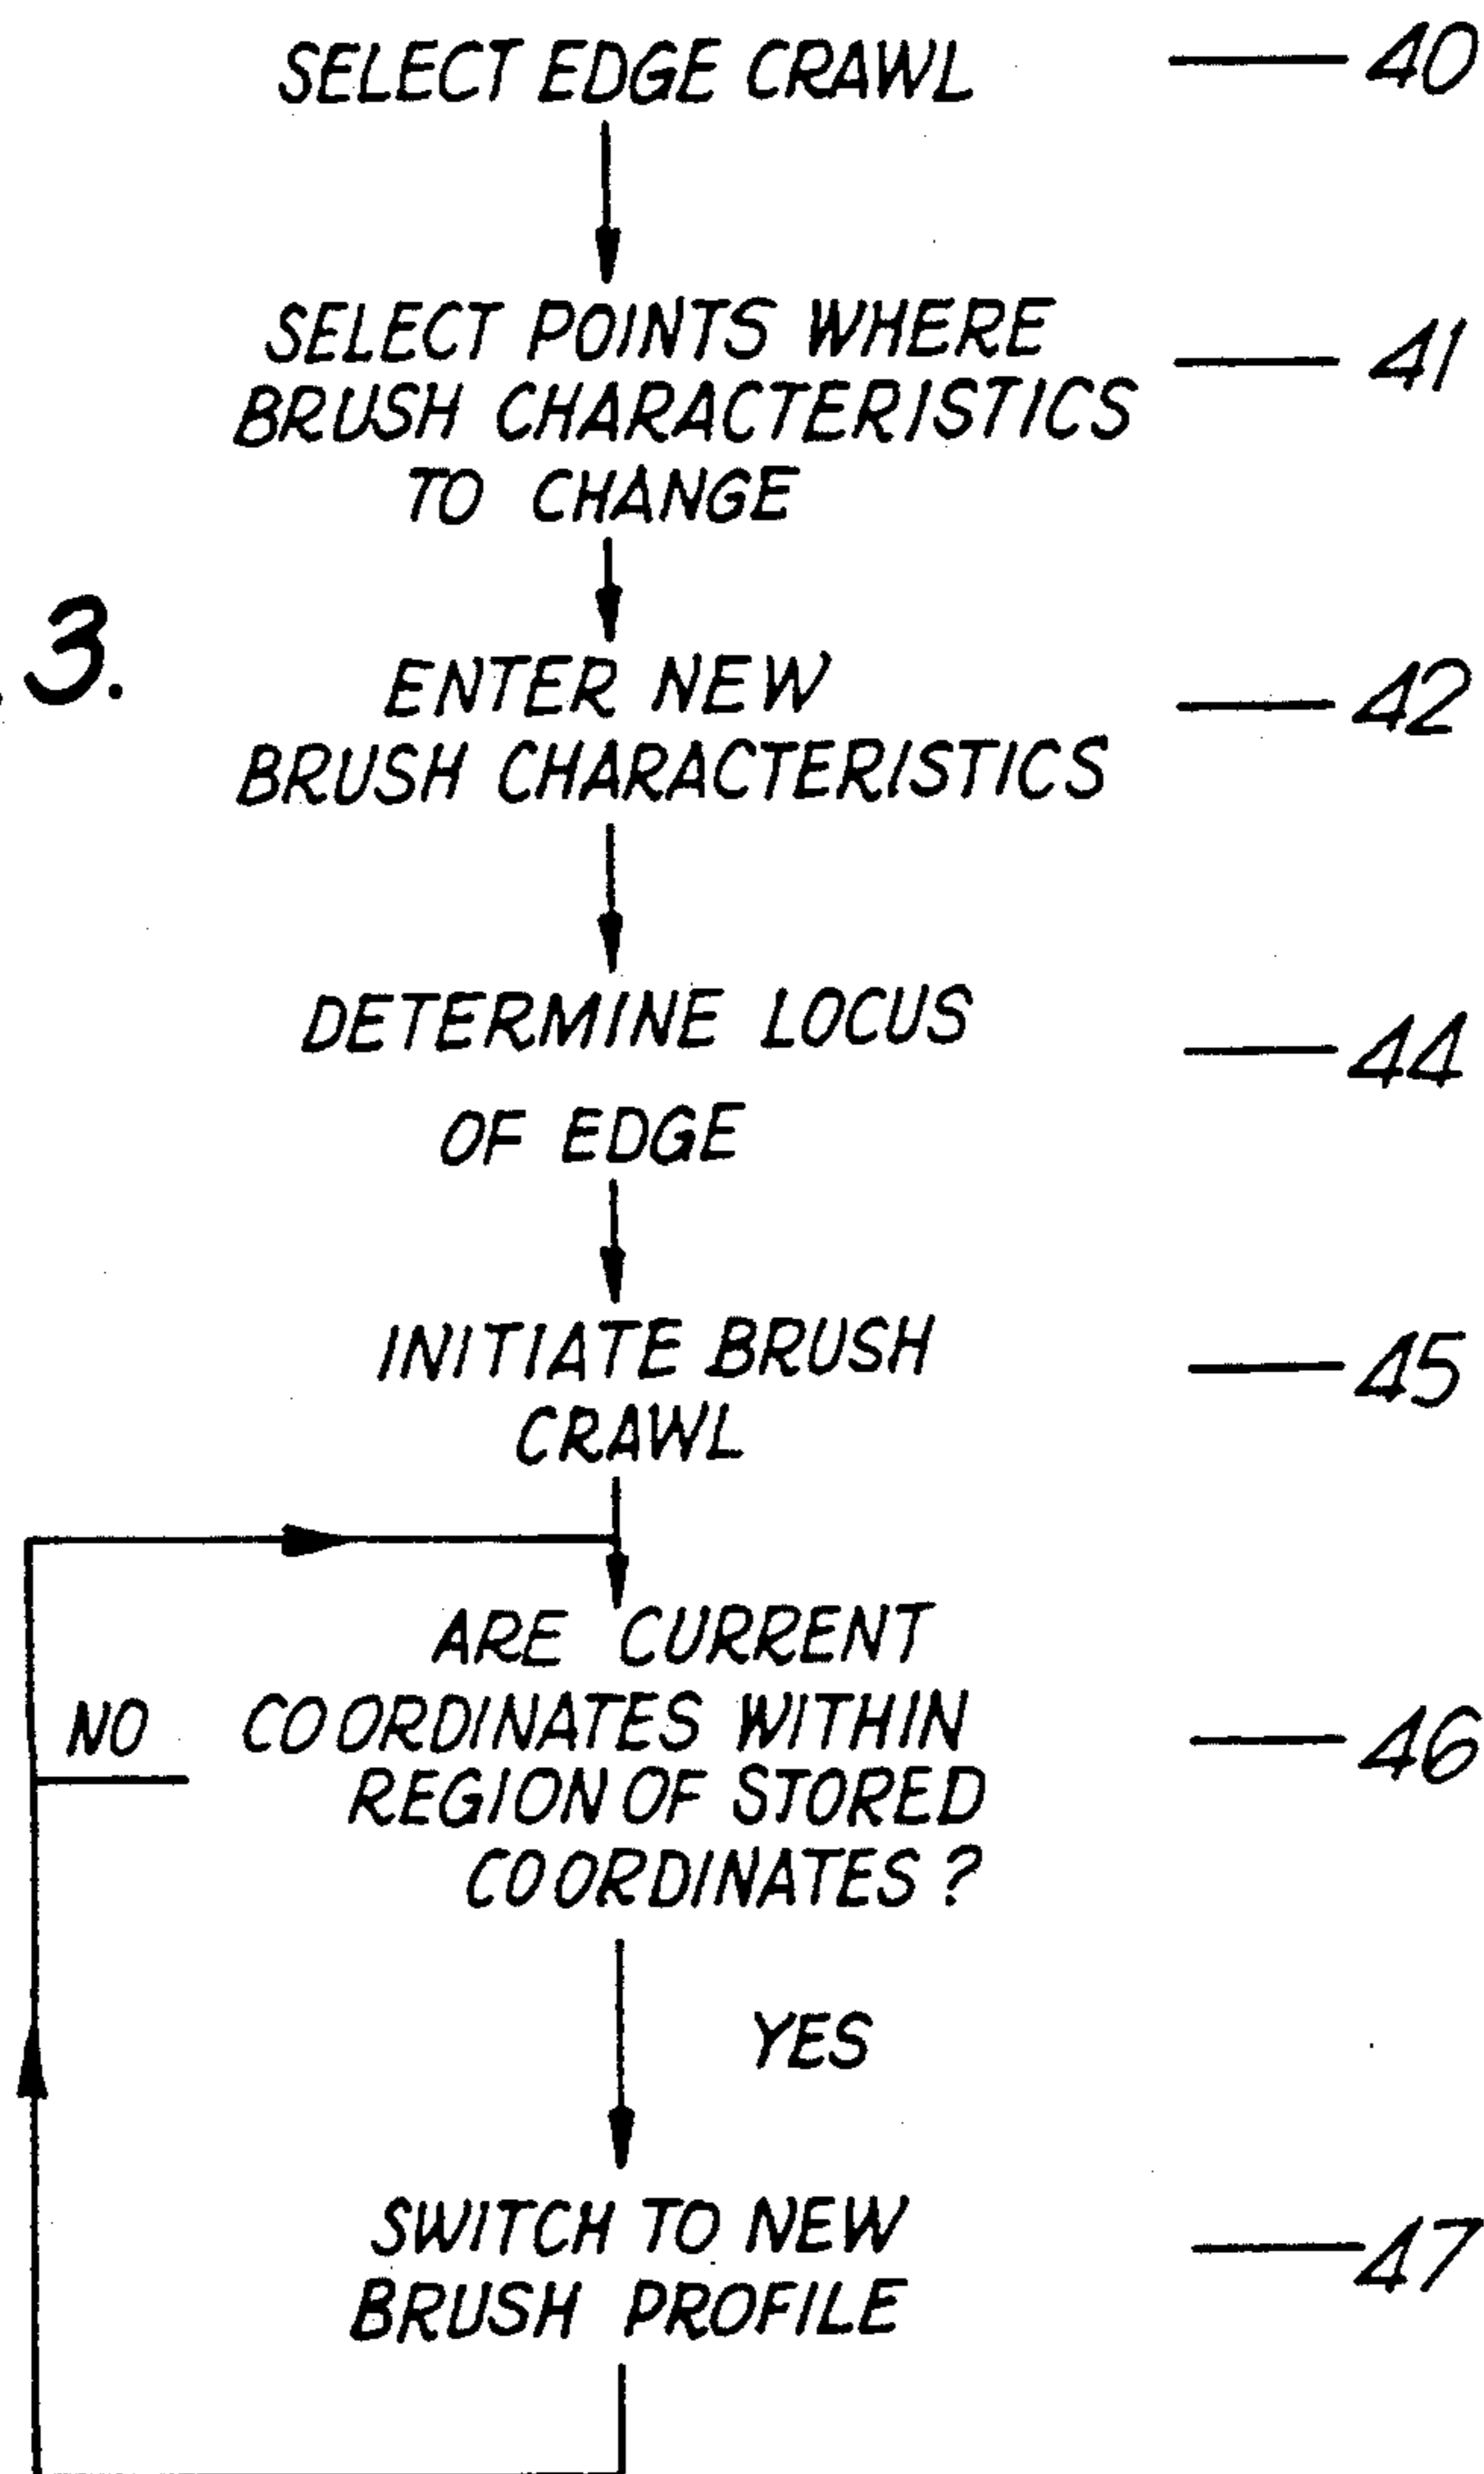 SELECT EDGE CRAWL 40
SELECT POINTS WHERE 41
BRUSH CHARACTERISTICS
TO CHANGE
3.
ENTER NEW 42
BRUSH CHARACTERISTICS
DETERMINE LOCUS 44
OF EDGE
INITIATE BRUSH 45
CRAWL
ARE CURRENT
NO COORDINATES WITHIN 46
REGION OF STORED
COORDINATES?
YES
SWITCH TO NEW 47
BRUSH PROFILE